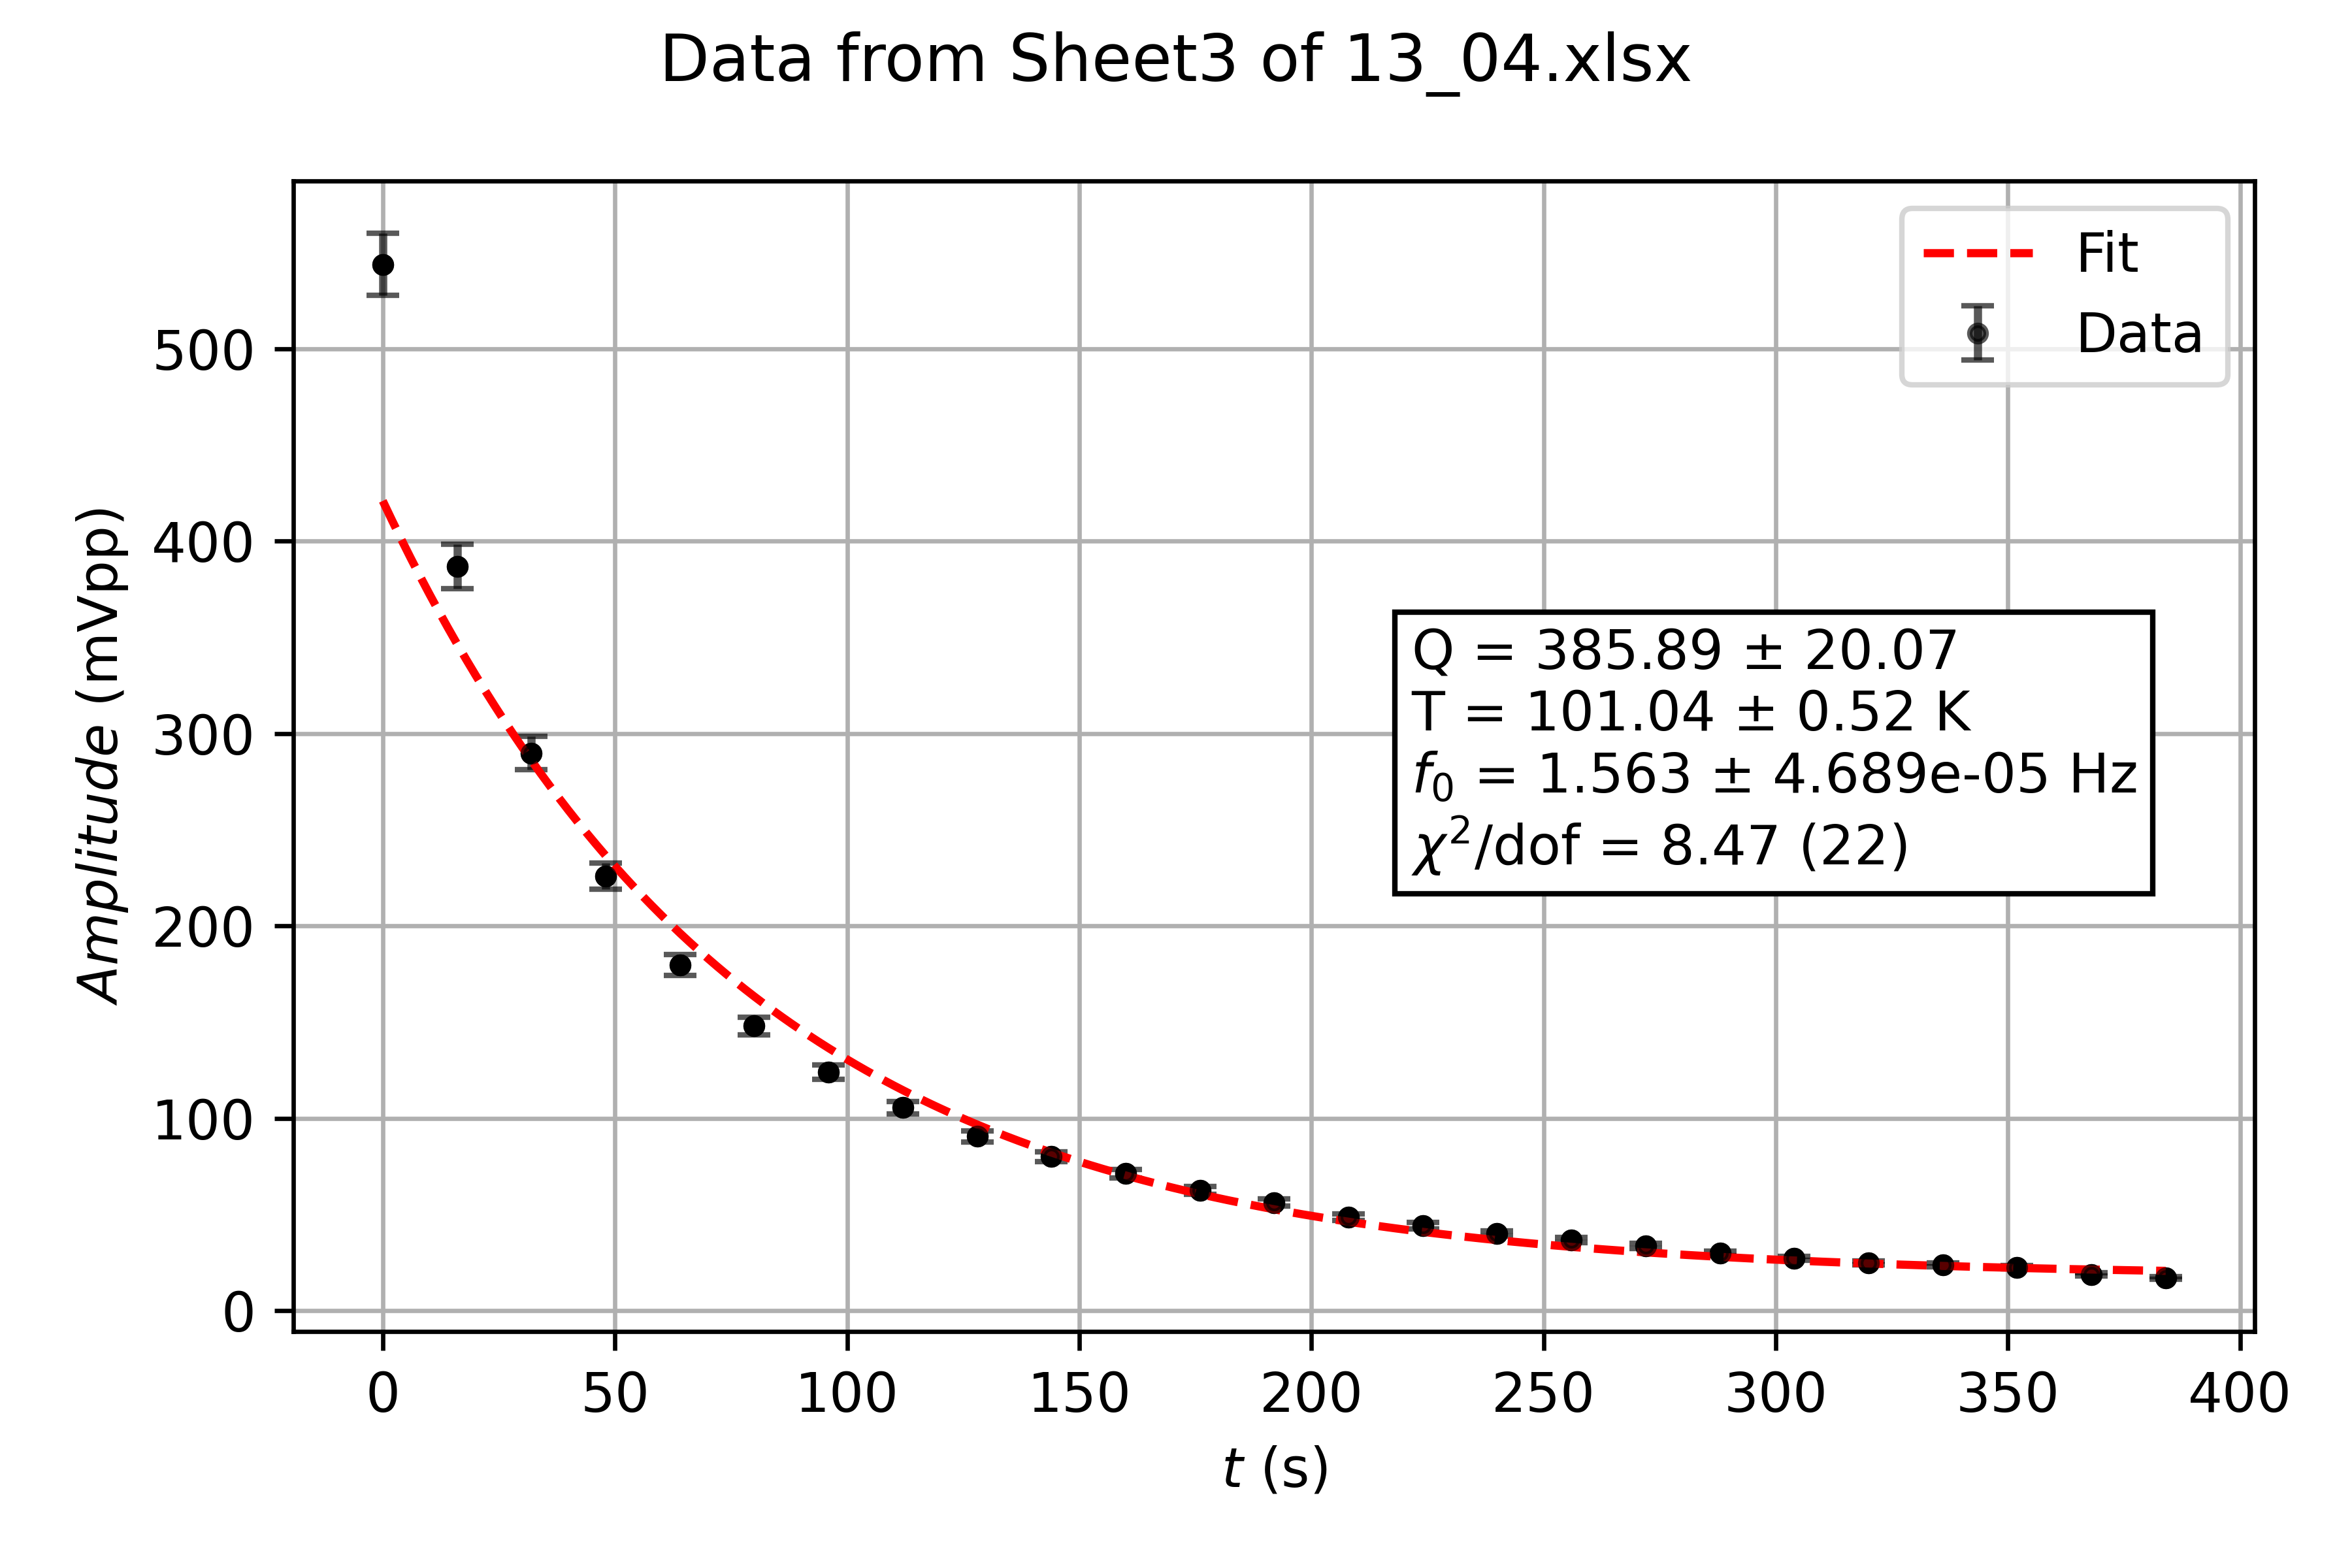 Data from Sheet3 of 13_04.xlsx
Fit
Data
Q = 385.89 ± 20.07
T = 101.04 ± 0.52 K
f₀ = 1.563 ± 4.689e-05 Hz
χ²/dof = 8.47 (22)
Amplitude (mVpp)
500
400
300
200
100
0
0 50 100 150 200 250 300 350 400
t (s)